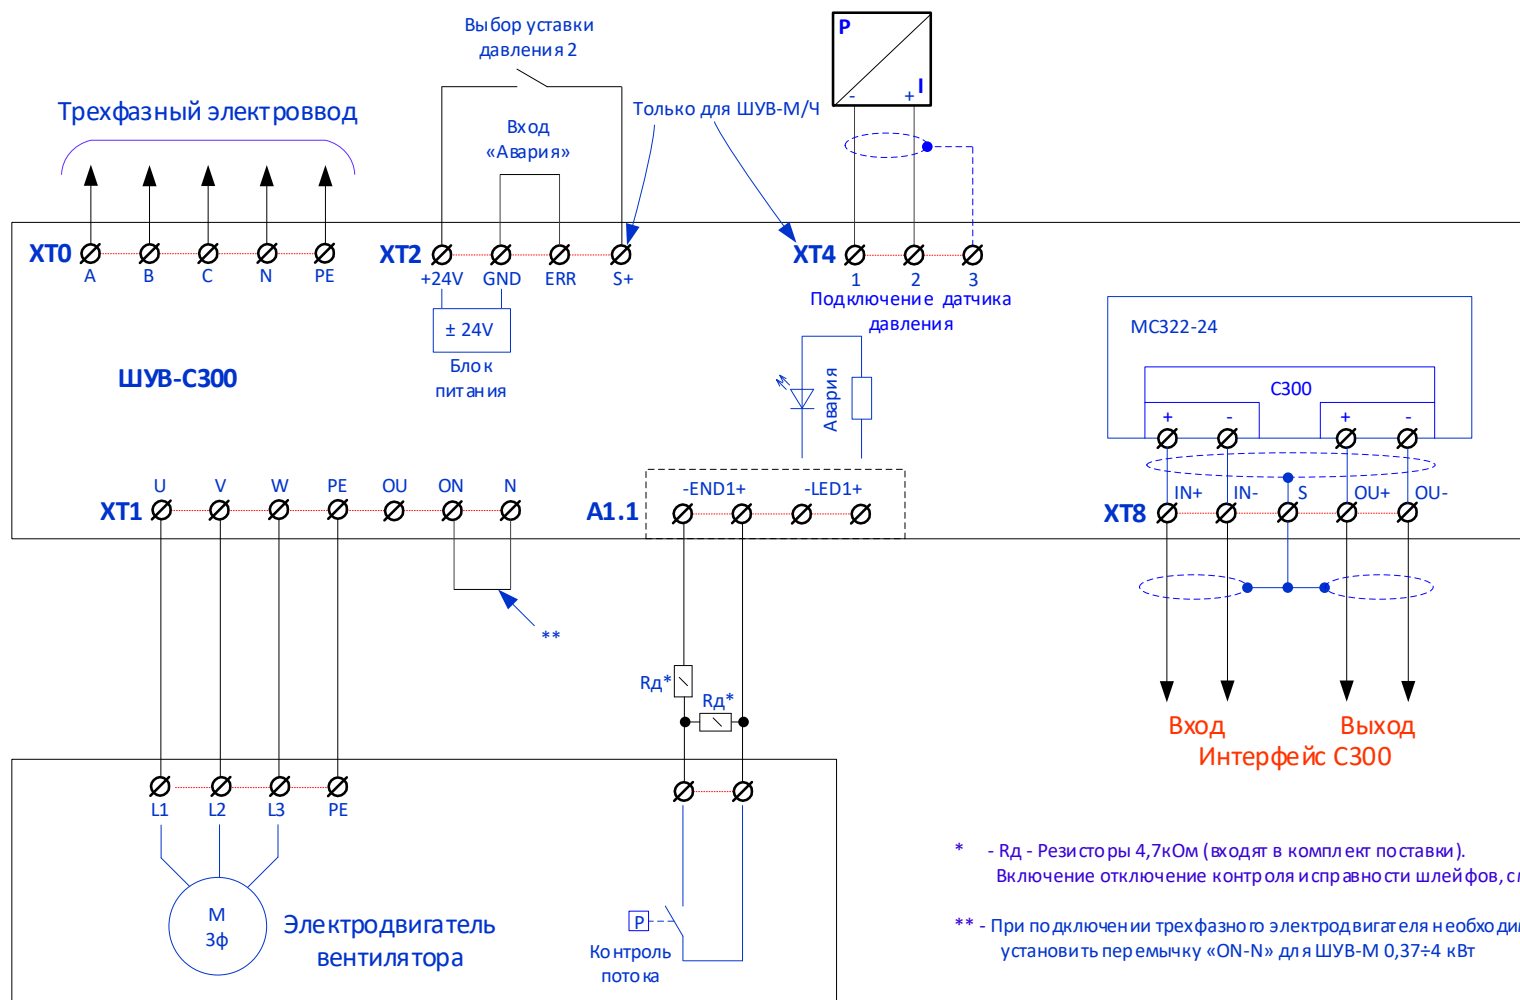 Выбор уставки
давления 2
P
I
- +
Трехфазный электроввод
Только для ШУВ-М/Ч
Вход
«Авария»
XT0
A B C N PE
XT2
+24V GND ERR S+
XT4
1 2 3
Подключение датчика
давления
± 24V
Блок
питания
ШУВ-С300
Авария
МС322-24
С300
+ - + -
U V W PE OU ON N
XT1
-END1+ -LED1+
A1.1
IN+ IN- S OU+ OU-
XT8
**
Rд*
Rд*
Вход Выход
Интерфейс С300
L1 L2 L3 PE
М
3ф
Электродвигатель
вентилятора
P
Контроль
потока
* - Rд - Резисторы 4,7кОм (входят в комплект поставки).
Включение отключение контроля исправности шлейфов,
** - При подключении трехфазного электродвигателя
установить перемычку «ON-N» для ШУВ-М 0,37÷4 кВт